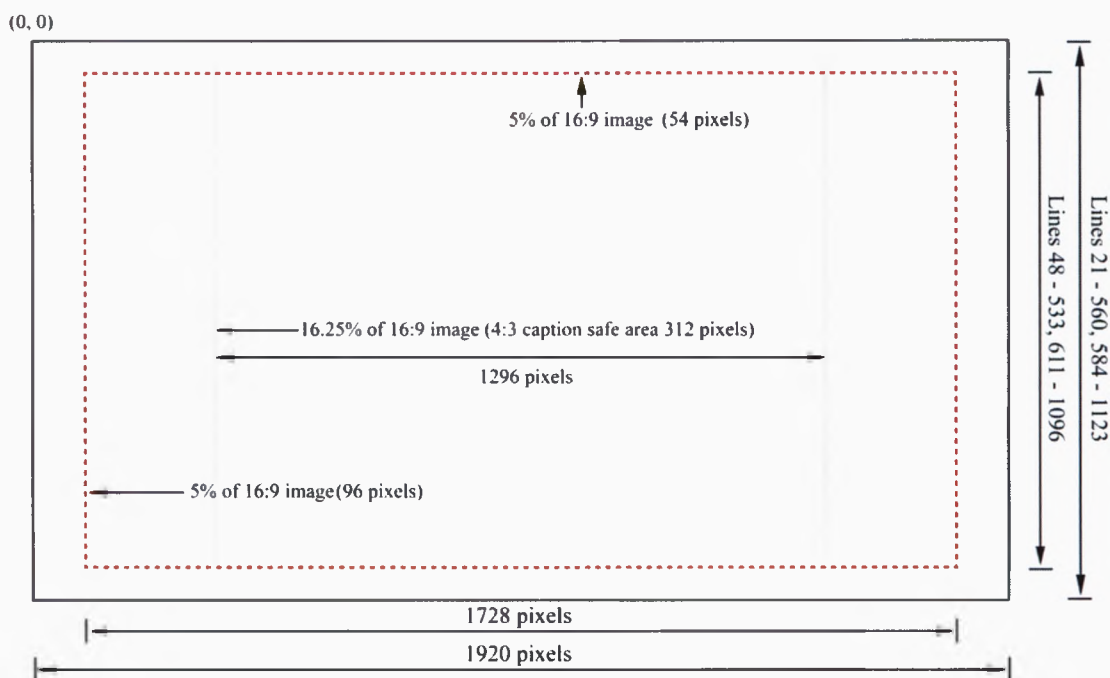 (0, 0)
5% of 16:9 image (54 pixels)
16.25% of 16:9 image (4:3 caption safe area 312 pixels)
1296 pixels
5% of 16:9 image(96 pixels)
1728 pixels
1920 pixels
Lines 48 - 533, 611 - 1096
Lines 21 - 560, 584 - 1123